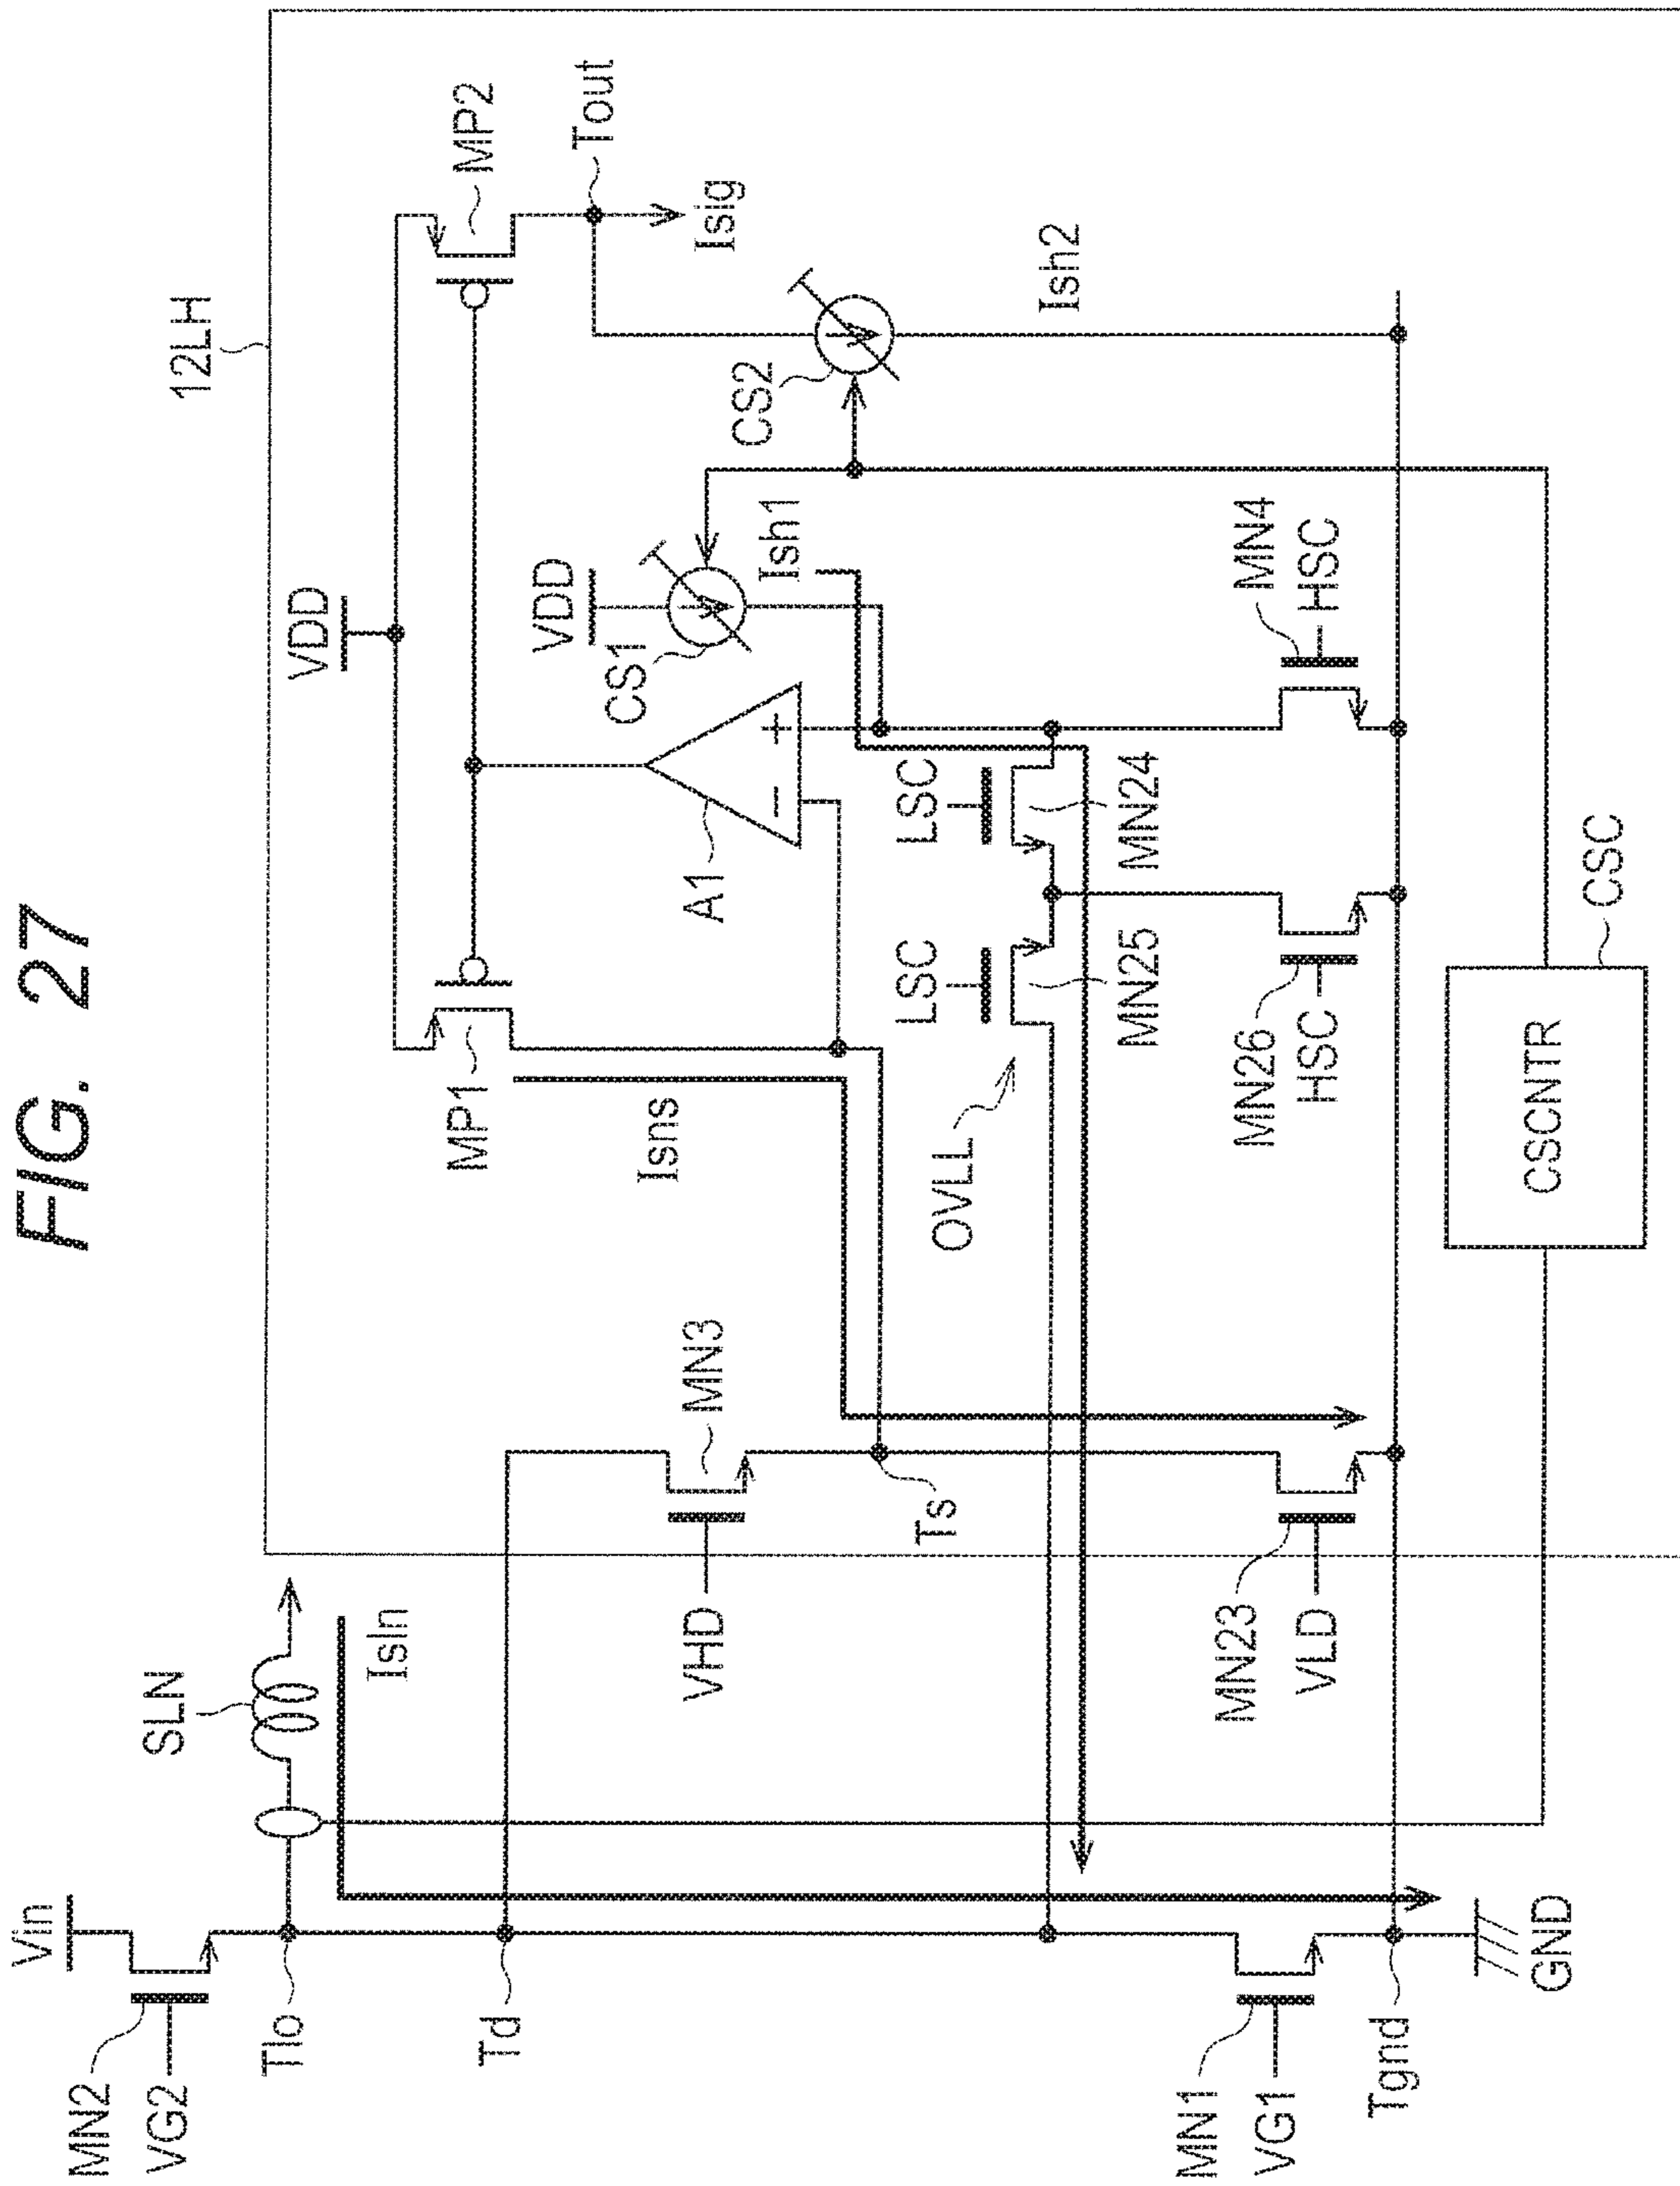 FIG. 27
12LH
VDD
MP1
MP2
Tout
Isig
Isns
A1
−
+
VDD
CS1
Ish1
CS2
Ish2
Vin
MN2
VG2
Tlo
SLN
Isln
Td
VHD
MN3
Ts
OVLL
LSC
MN25
LSC
MN24
MN23
VLD
MN26
HSC
MN4
HSC
MN1
VG1
Tgnd
GND
CSCNTR
CSC